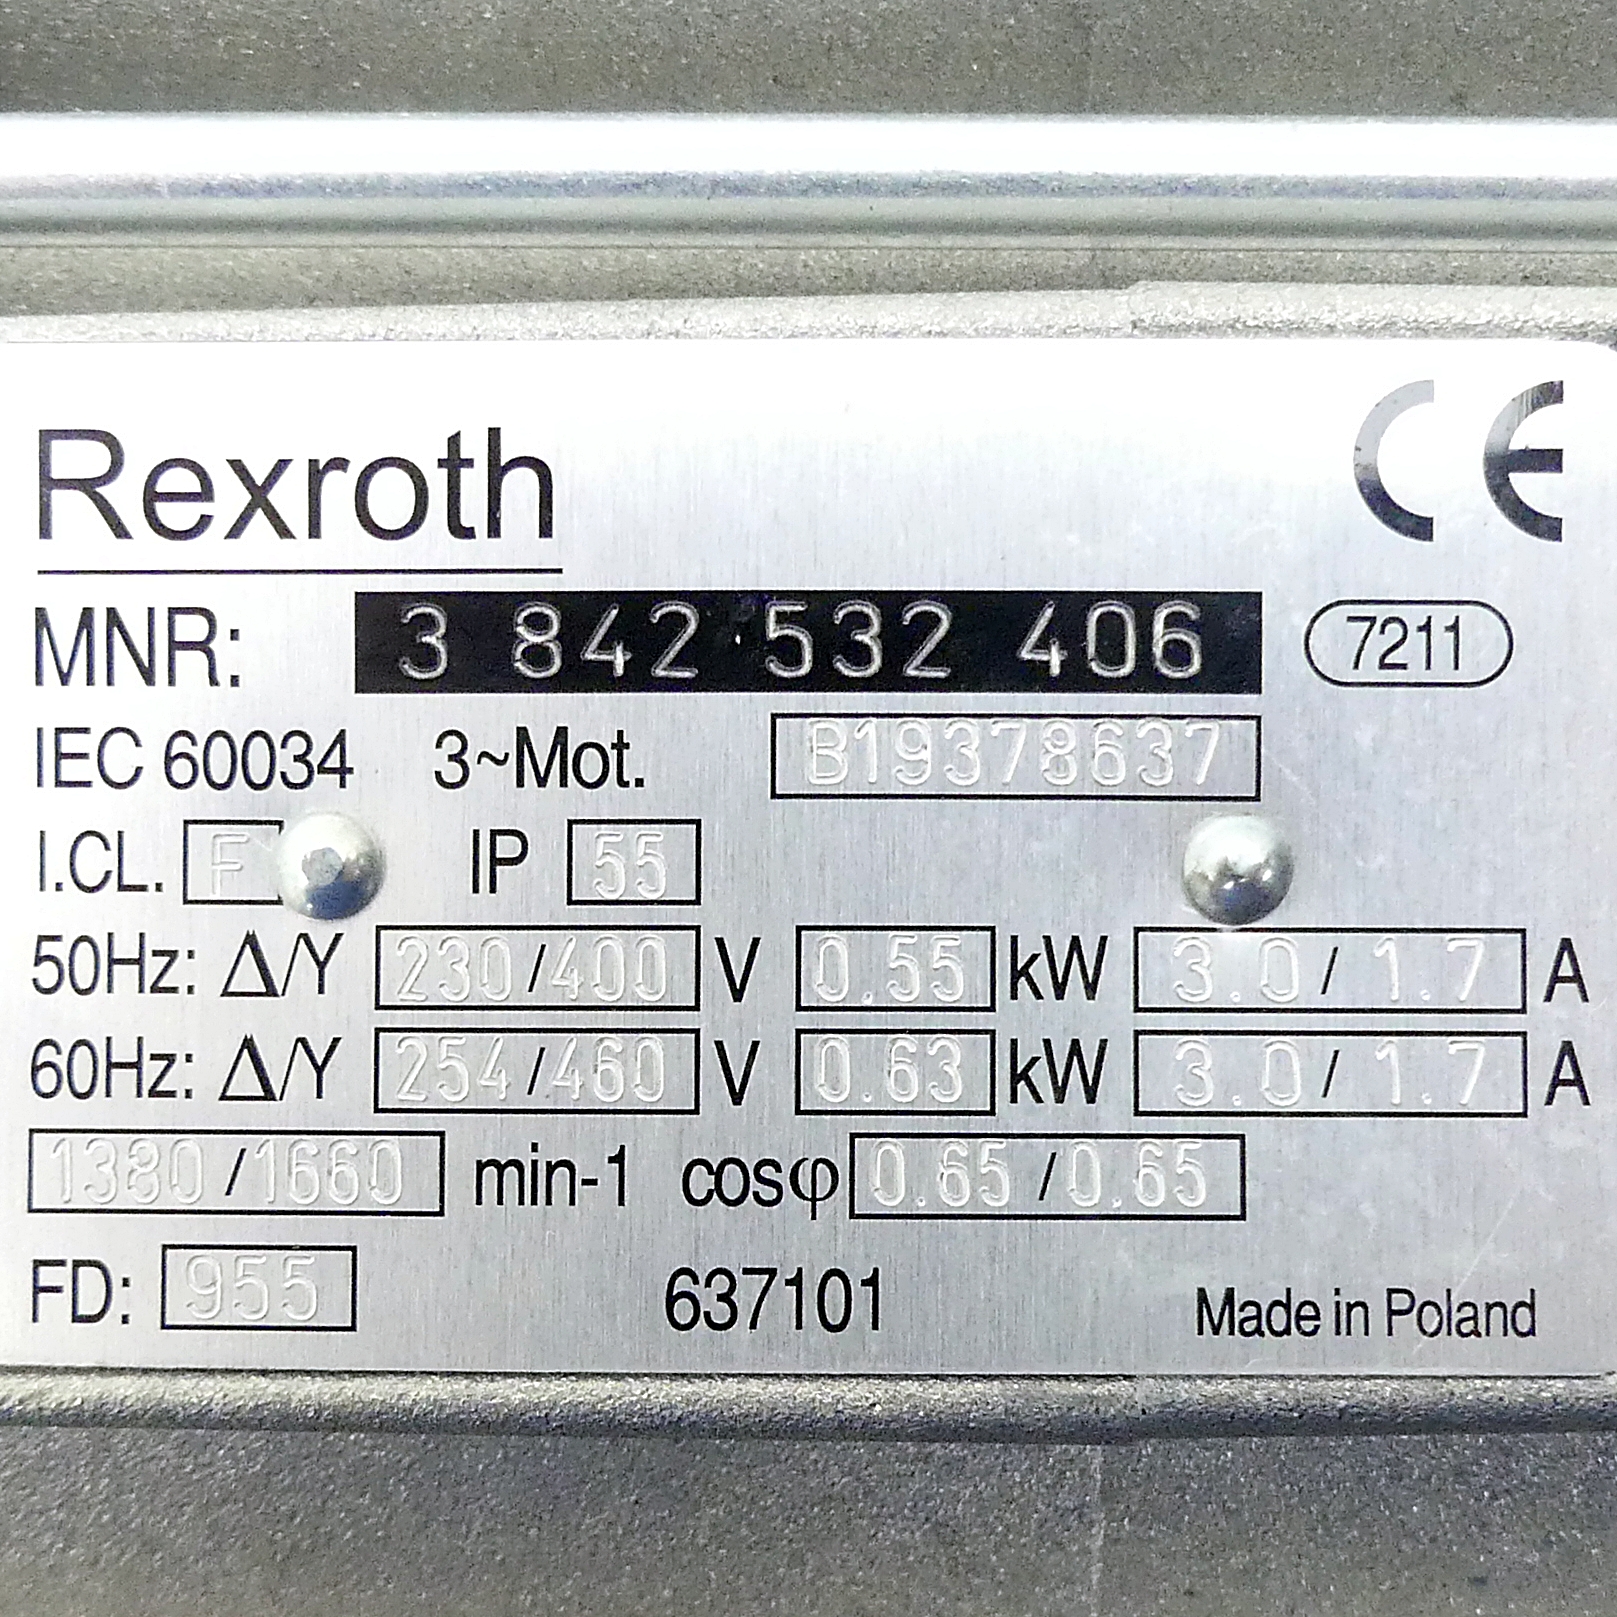 Rexroth CE
MNR: 3 842 532 406 7211
IEC 60034 3~Mot. B19378637
I.CL. F IP 55
50Hz: Δ/Y 230/400 V 0.55 kW 3.0/1.7 A
60Hz: Δ/Y 254/460 V 0.63 kW 3.0/1.7 A
1380/1660 min-1 cosφ 0.65/0.65
FD: 955 637101 Made in Poland